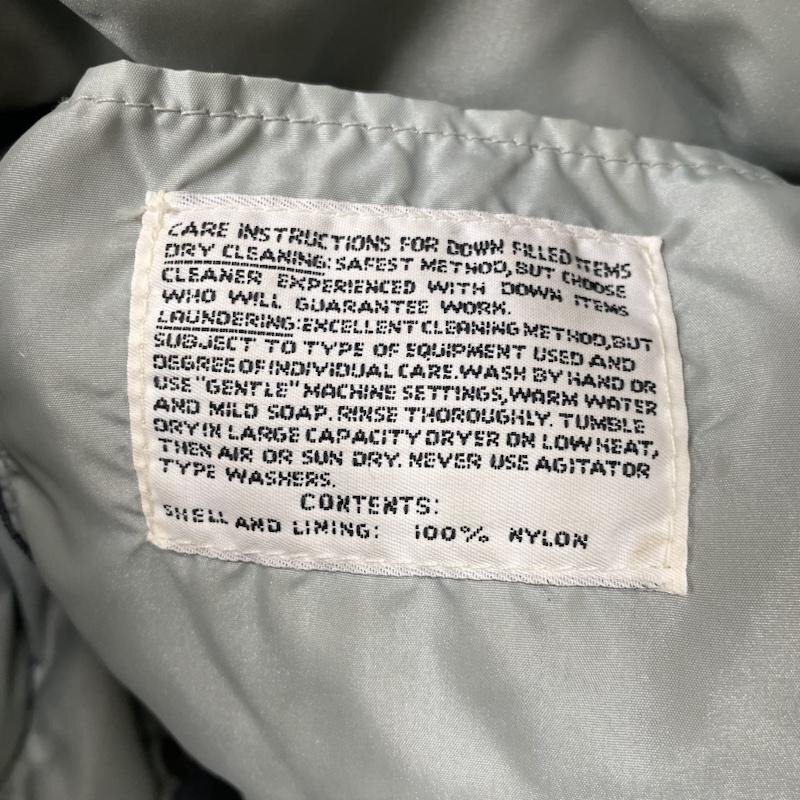 CARE INSTRUCTIONS FOR DOWN FILLED ITEMS
DRY CLEANING: SAFEST METHOD, BUT CHOOSE
CLEANER EXPERIENCED WITH DOWN ITEMS
WHO WILL GUARANTEE WORK.
LAUNDERING: EXCELLENT CLEANING METHOD, BUT
SUBJECT TO TYPE OF EQUIPMENT USED AND
DEGREE OF INDIVIDUAL CARE. WASH BY HAND OR
USE "GENTLE" MACHINE SETTINGS, WARM WATER
AND MILD SOAP. RINSE THOROUGHLY. TUMBLE
DRY IN LARGE CAPACITY DRYER ON LOW HEAT,
THEN AIR OR SUN DRY. NEVER USE AGITATOR
TYPE WASHERS.
CONTENTS:
SHELL AND LINING: 100% NYLON